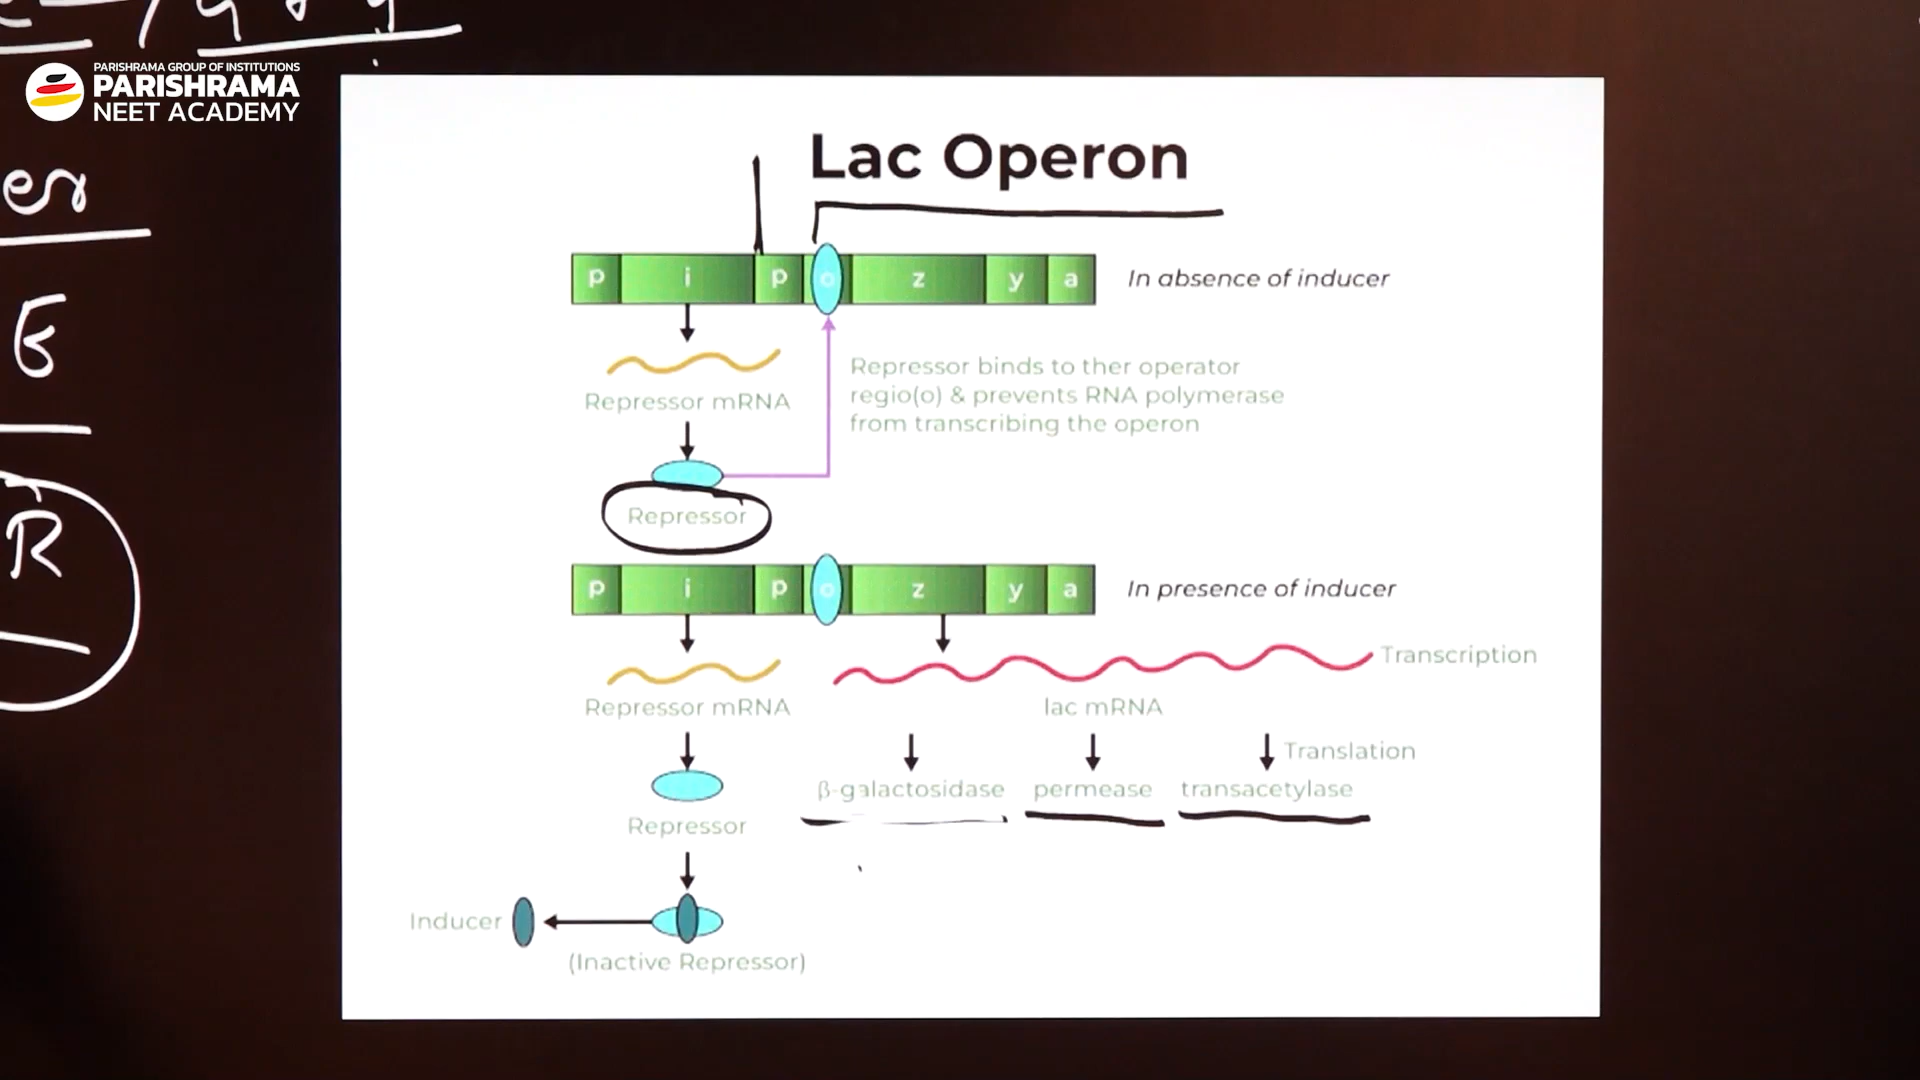 PARISHRAMA GROUP OF INSTITUTIONS
PARISHRAMA
NEET ACADEMY
er
E
R
Lac Operon
p i p o z y a
In absence of inducer
Repressor mRNA
Repressor binds to ther operator
regio(o) & prevents RNA polymerase
from transcribing the operon
Repressor
p i p o z y a
In presence of inducer
Transcription
Repressor mRNA
lac mRNA
Translation
β-galactosidase permease transacetylase
Repressor
Inducer
(Inactive Repressor)